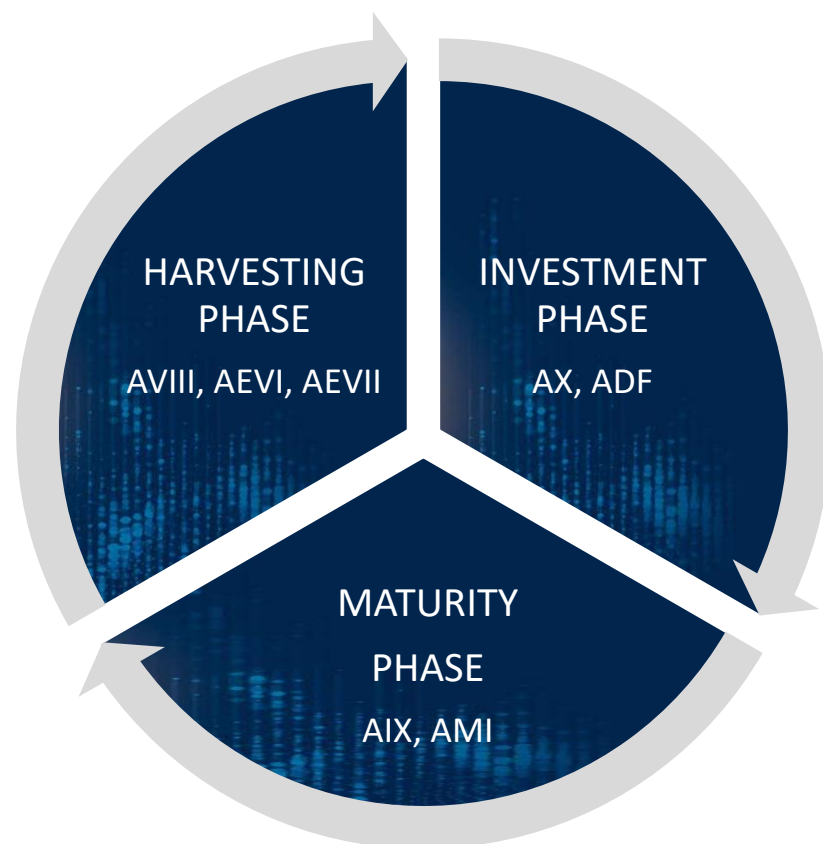 HARVESTING
PHASE
AVIII, AEVI, AEVII
INVESTMENT
PHASE
AX, ADF
MATURITY
PHASE
AIX, AMI